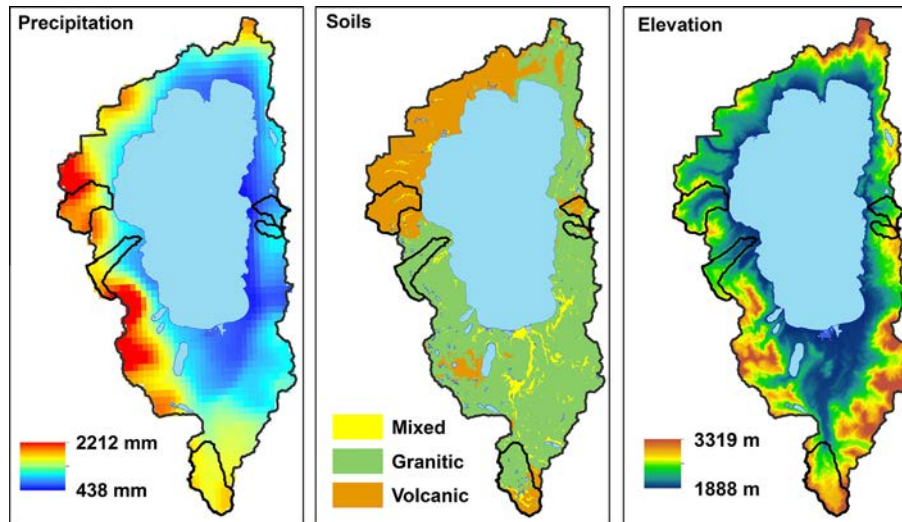 Precipitation
2212 mm
438 mm
Soils
Mixed
Granitic
Volcanic
Elevation
3319 m
1888 m